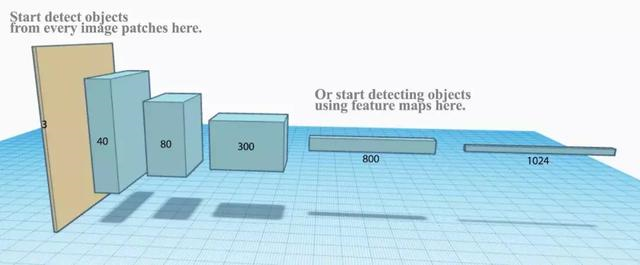 Start detect objects
from every image patches here.
Or start detecting objects
using feature maps here.
3
40
80
300
800
1024